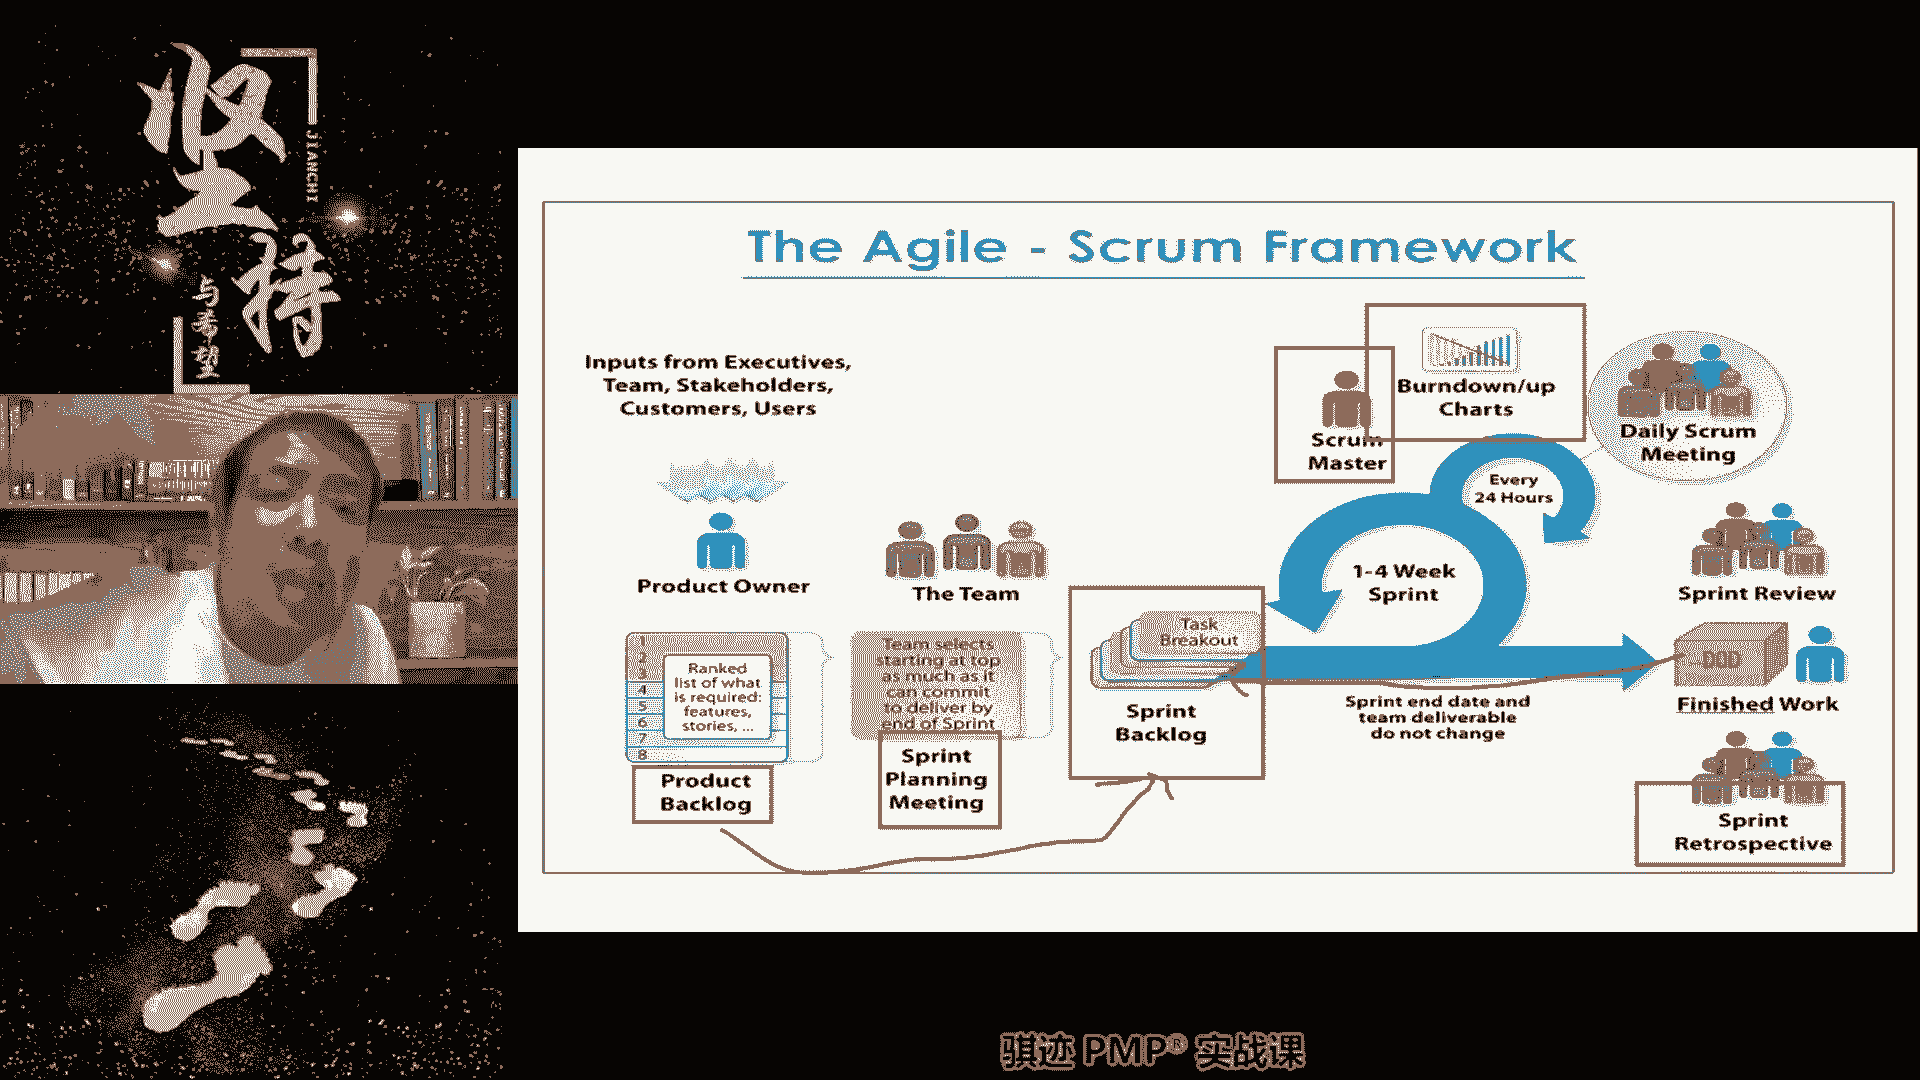 坚持
JIANCHI
与希望
The Agile - Scrum Framework
Inputs from Executives,
Team, Stakeholders,
Customers, Users
Product Owner
The Team
1
2
3
4
5
6
7
8
Ranked
list of what
is required:
features,
stories, ...
Product
Backlog
Team selects
starting at top
as much as it
can commit
to deliver by
end of Sprint
Sprint
Planning
Meeting
Task
Breakout
Sprint
Backlog
Scrum
Master
Burndown/up
Charts
Every
24 Hours
1-4 Week
Sprint
Sprint end date and
team deliverable
do not change
Daily Scrum
Meeting
Sprint Review
DOD
Finished Work
Sprint
Retrospective
骐迹 PMP® 实战课